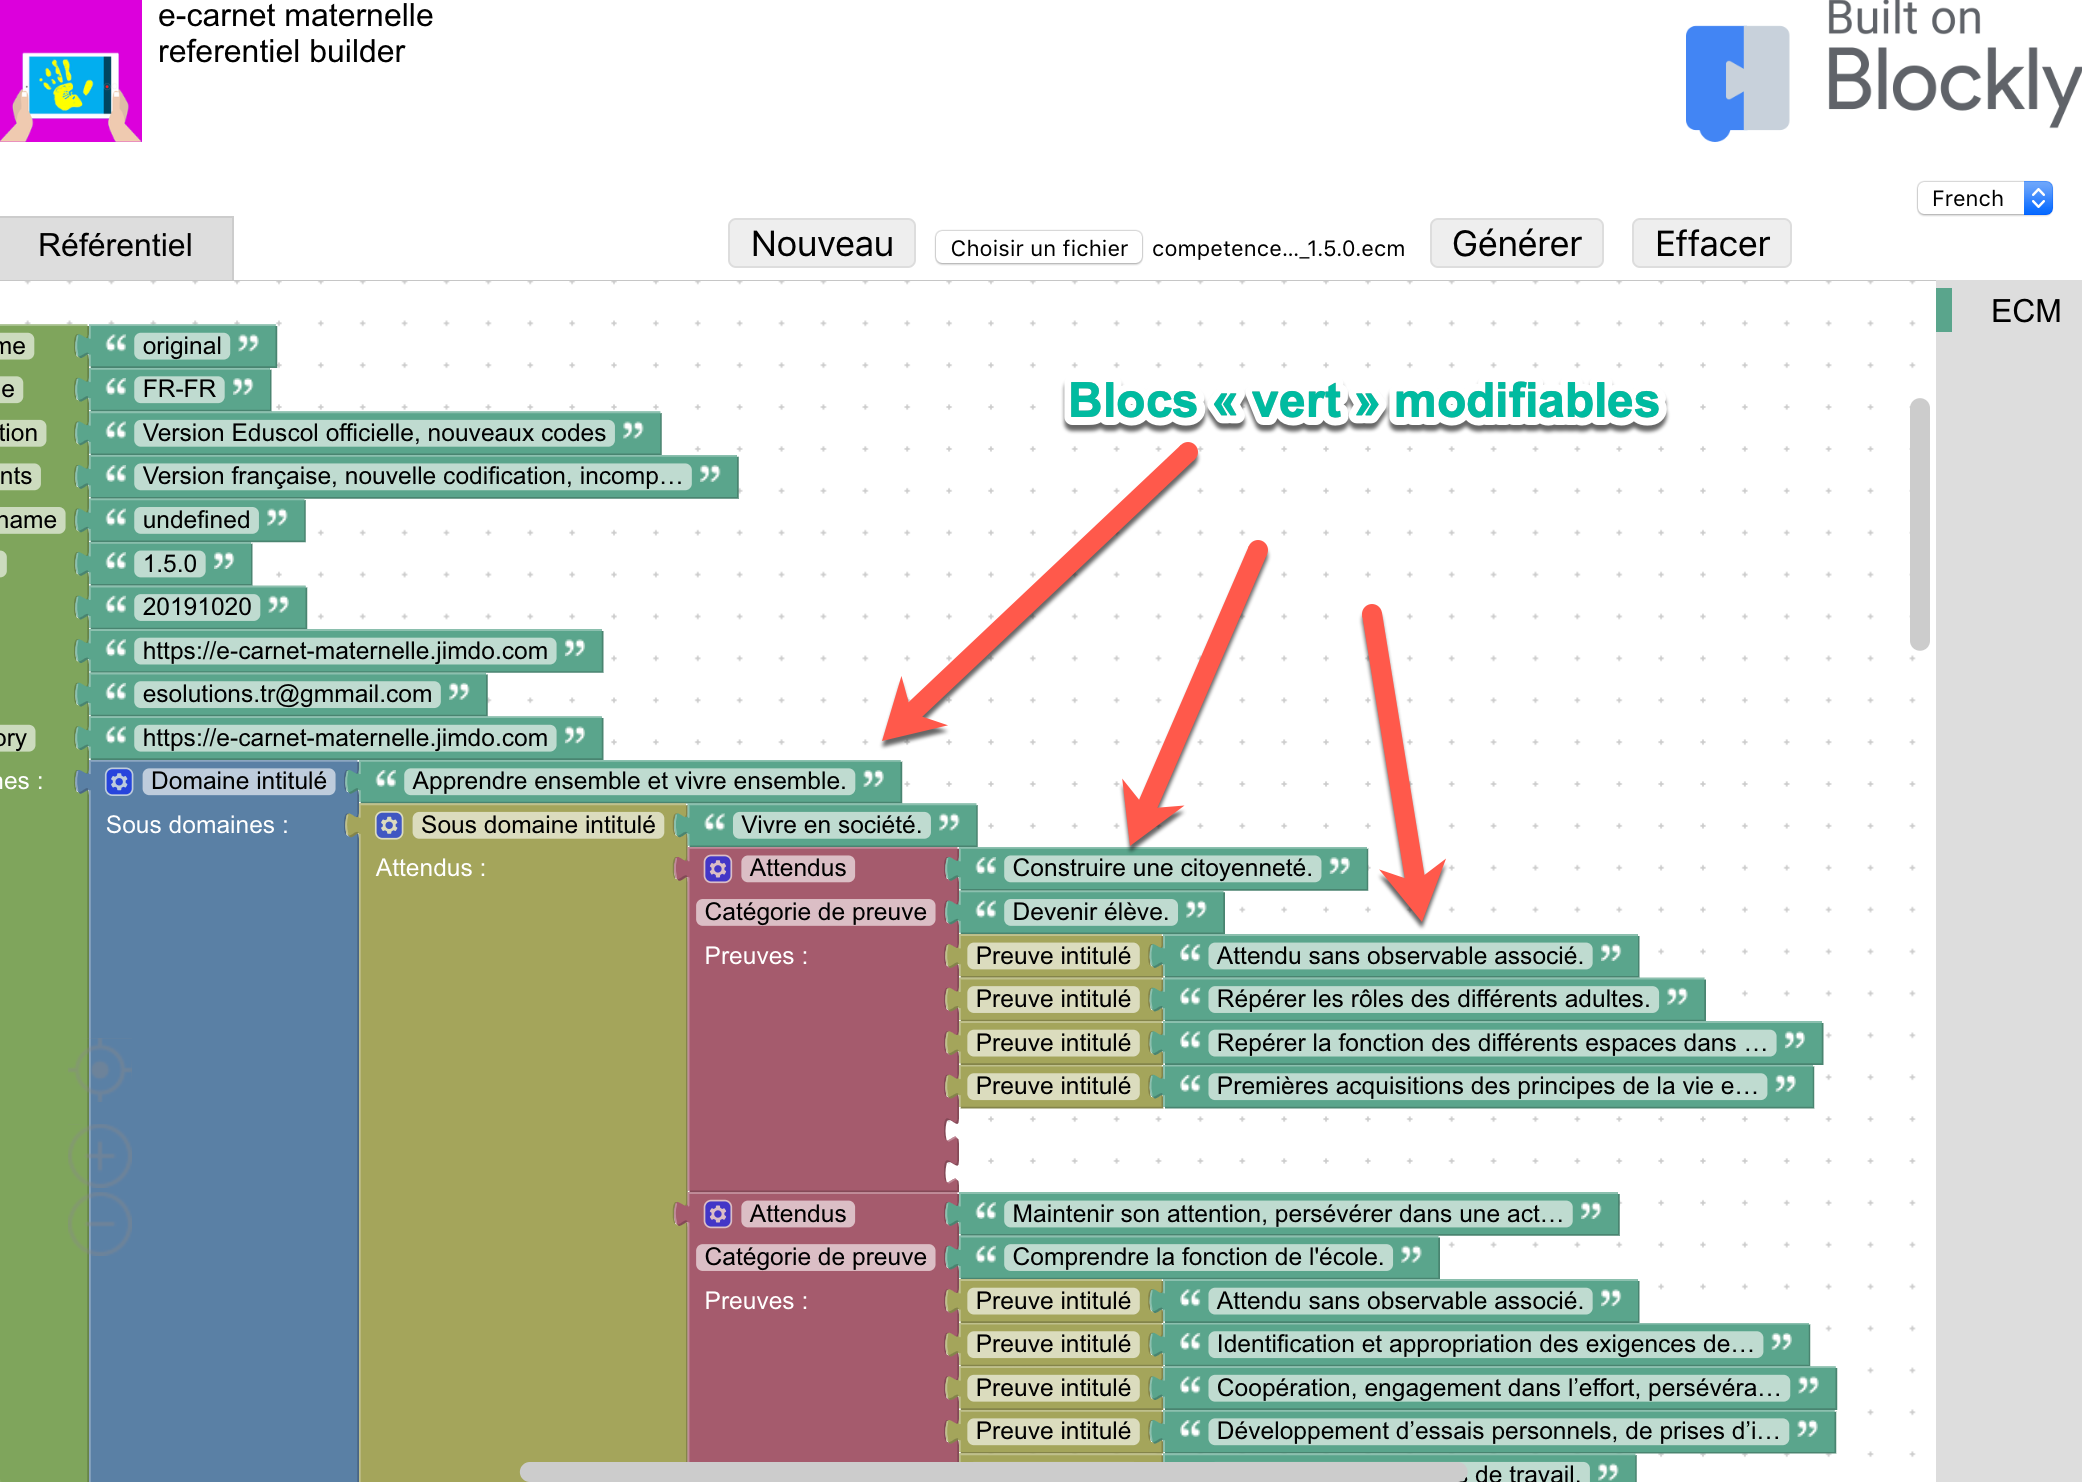 e-carnet maternelle
referentiel builder
Built on
Blockly
French
Référentiel
Nouveau
Choisir un fichier competence..._1.5.0.ecm
Générer
Effacer
ECM
Blocs « vert » modifiables
me “ original ”
e “ FR-FR ”
tion “ Version Eduscol officielle, nouveaux codes ”
nts “ Version française, nouvelle codification, incomp… ”
name “ undefined ”
“ 1.5.0 ”
“ 20191020 ”
“ https://e-carnet-maternelle.jimdo.com ”
“ esolutions.tr@gmmail.com ”
ory “ https://e-carnet-maternelle.jimdo.com ”
nes : Domaine intitulé “ Apprendre ensemble et vivre ensemble. ”
Sous domaines : Sous domaine intitulé “ Vivre en société. ”
Attendus : Attendus “ Construire une citoyenneté. ”
Catégorie de preuve “ Devenir élève. ”
Preuves : Preuve intitulé “ Attendu sans observable associé. ”
Preuve intitulé “ Répérer les rôles des différents adultes. ”
Preuve intitulé “ Repérer la fonction des différents espaces dans … ”
Preuve intitulé “ Premières acquisitions des principes de la vie e… ”
Attendus “ Maintenir son attention, persévérer dans une act… ”
Catégorie de preuve “ Comprendre la fonction de l'école. ”
Preuves : Preuve intitulé “ Attendu sans observable associé. ”
Preuve intitulé “ Identification et appropriation des exigences de… ”
Preuve intitulé “ Coopération, engagement dans l’effort, persévéra… ”
Preuve intitulé “ Développement d’essais personnels, de prises d’i… ”
de travail. ”